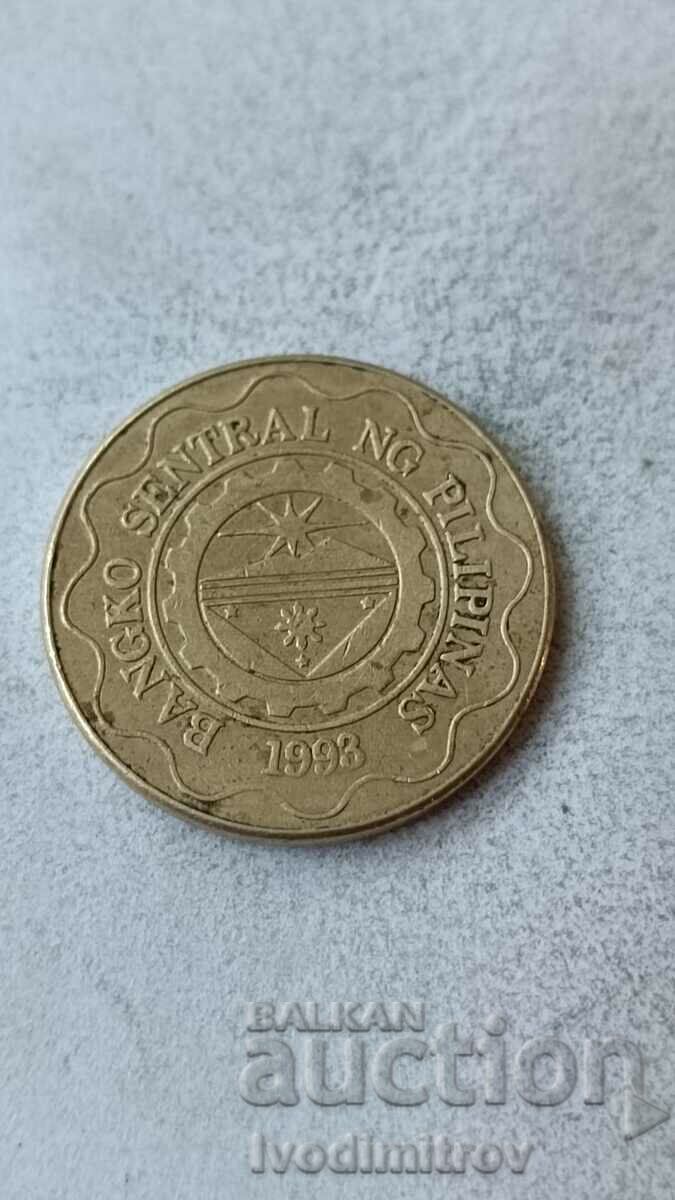 BANGKO SENTRAL NG PILIPINAS
1993
BALKAN
auction
Ivodimitrov